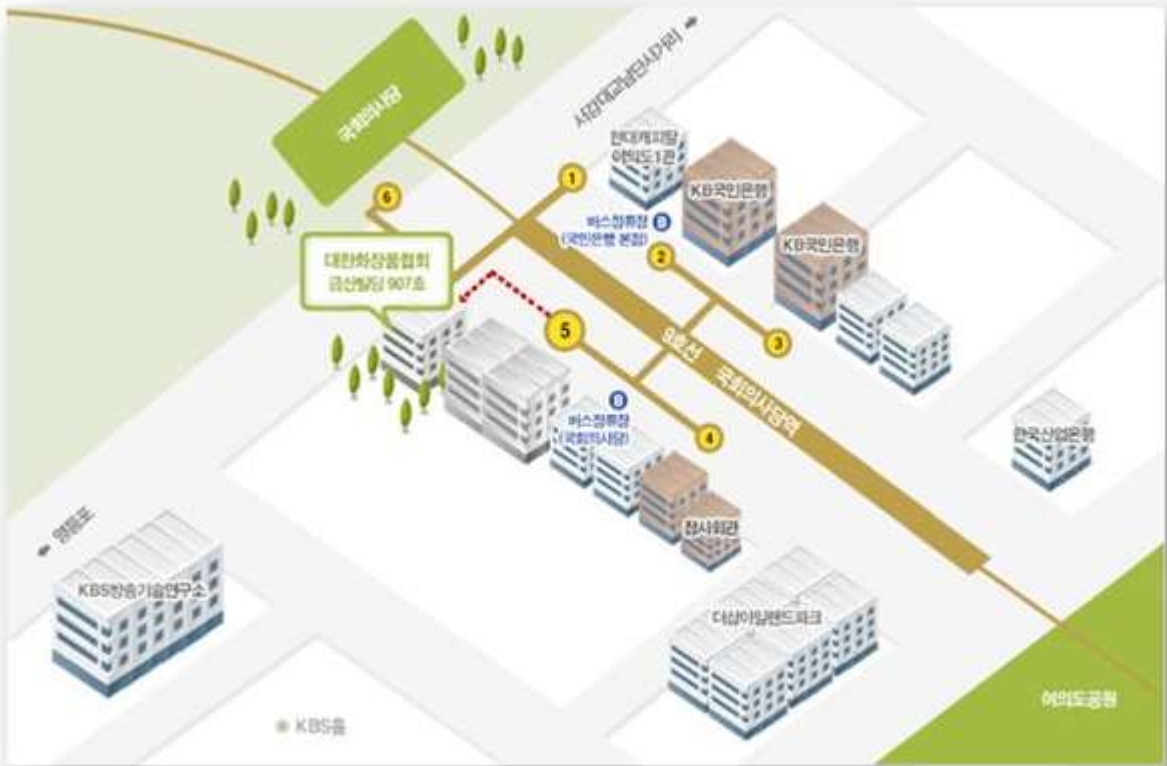 국회의사당
서강대교남단사거리
현대캐피탈
여의도1관
KB국민은행
버스정류장 B
(국민은행 본점)
KB국민은행
1
6
2
대한화장품협회
금산빌딩 907호
5
3
9호선 국회의사당역
B
버스정류장
(국회의사당)
4
한국산업은행
잡사회관
영등포
KBS방송기술연구소
더샵아일랜드파크
여의도공원
KBS홀